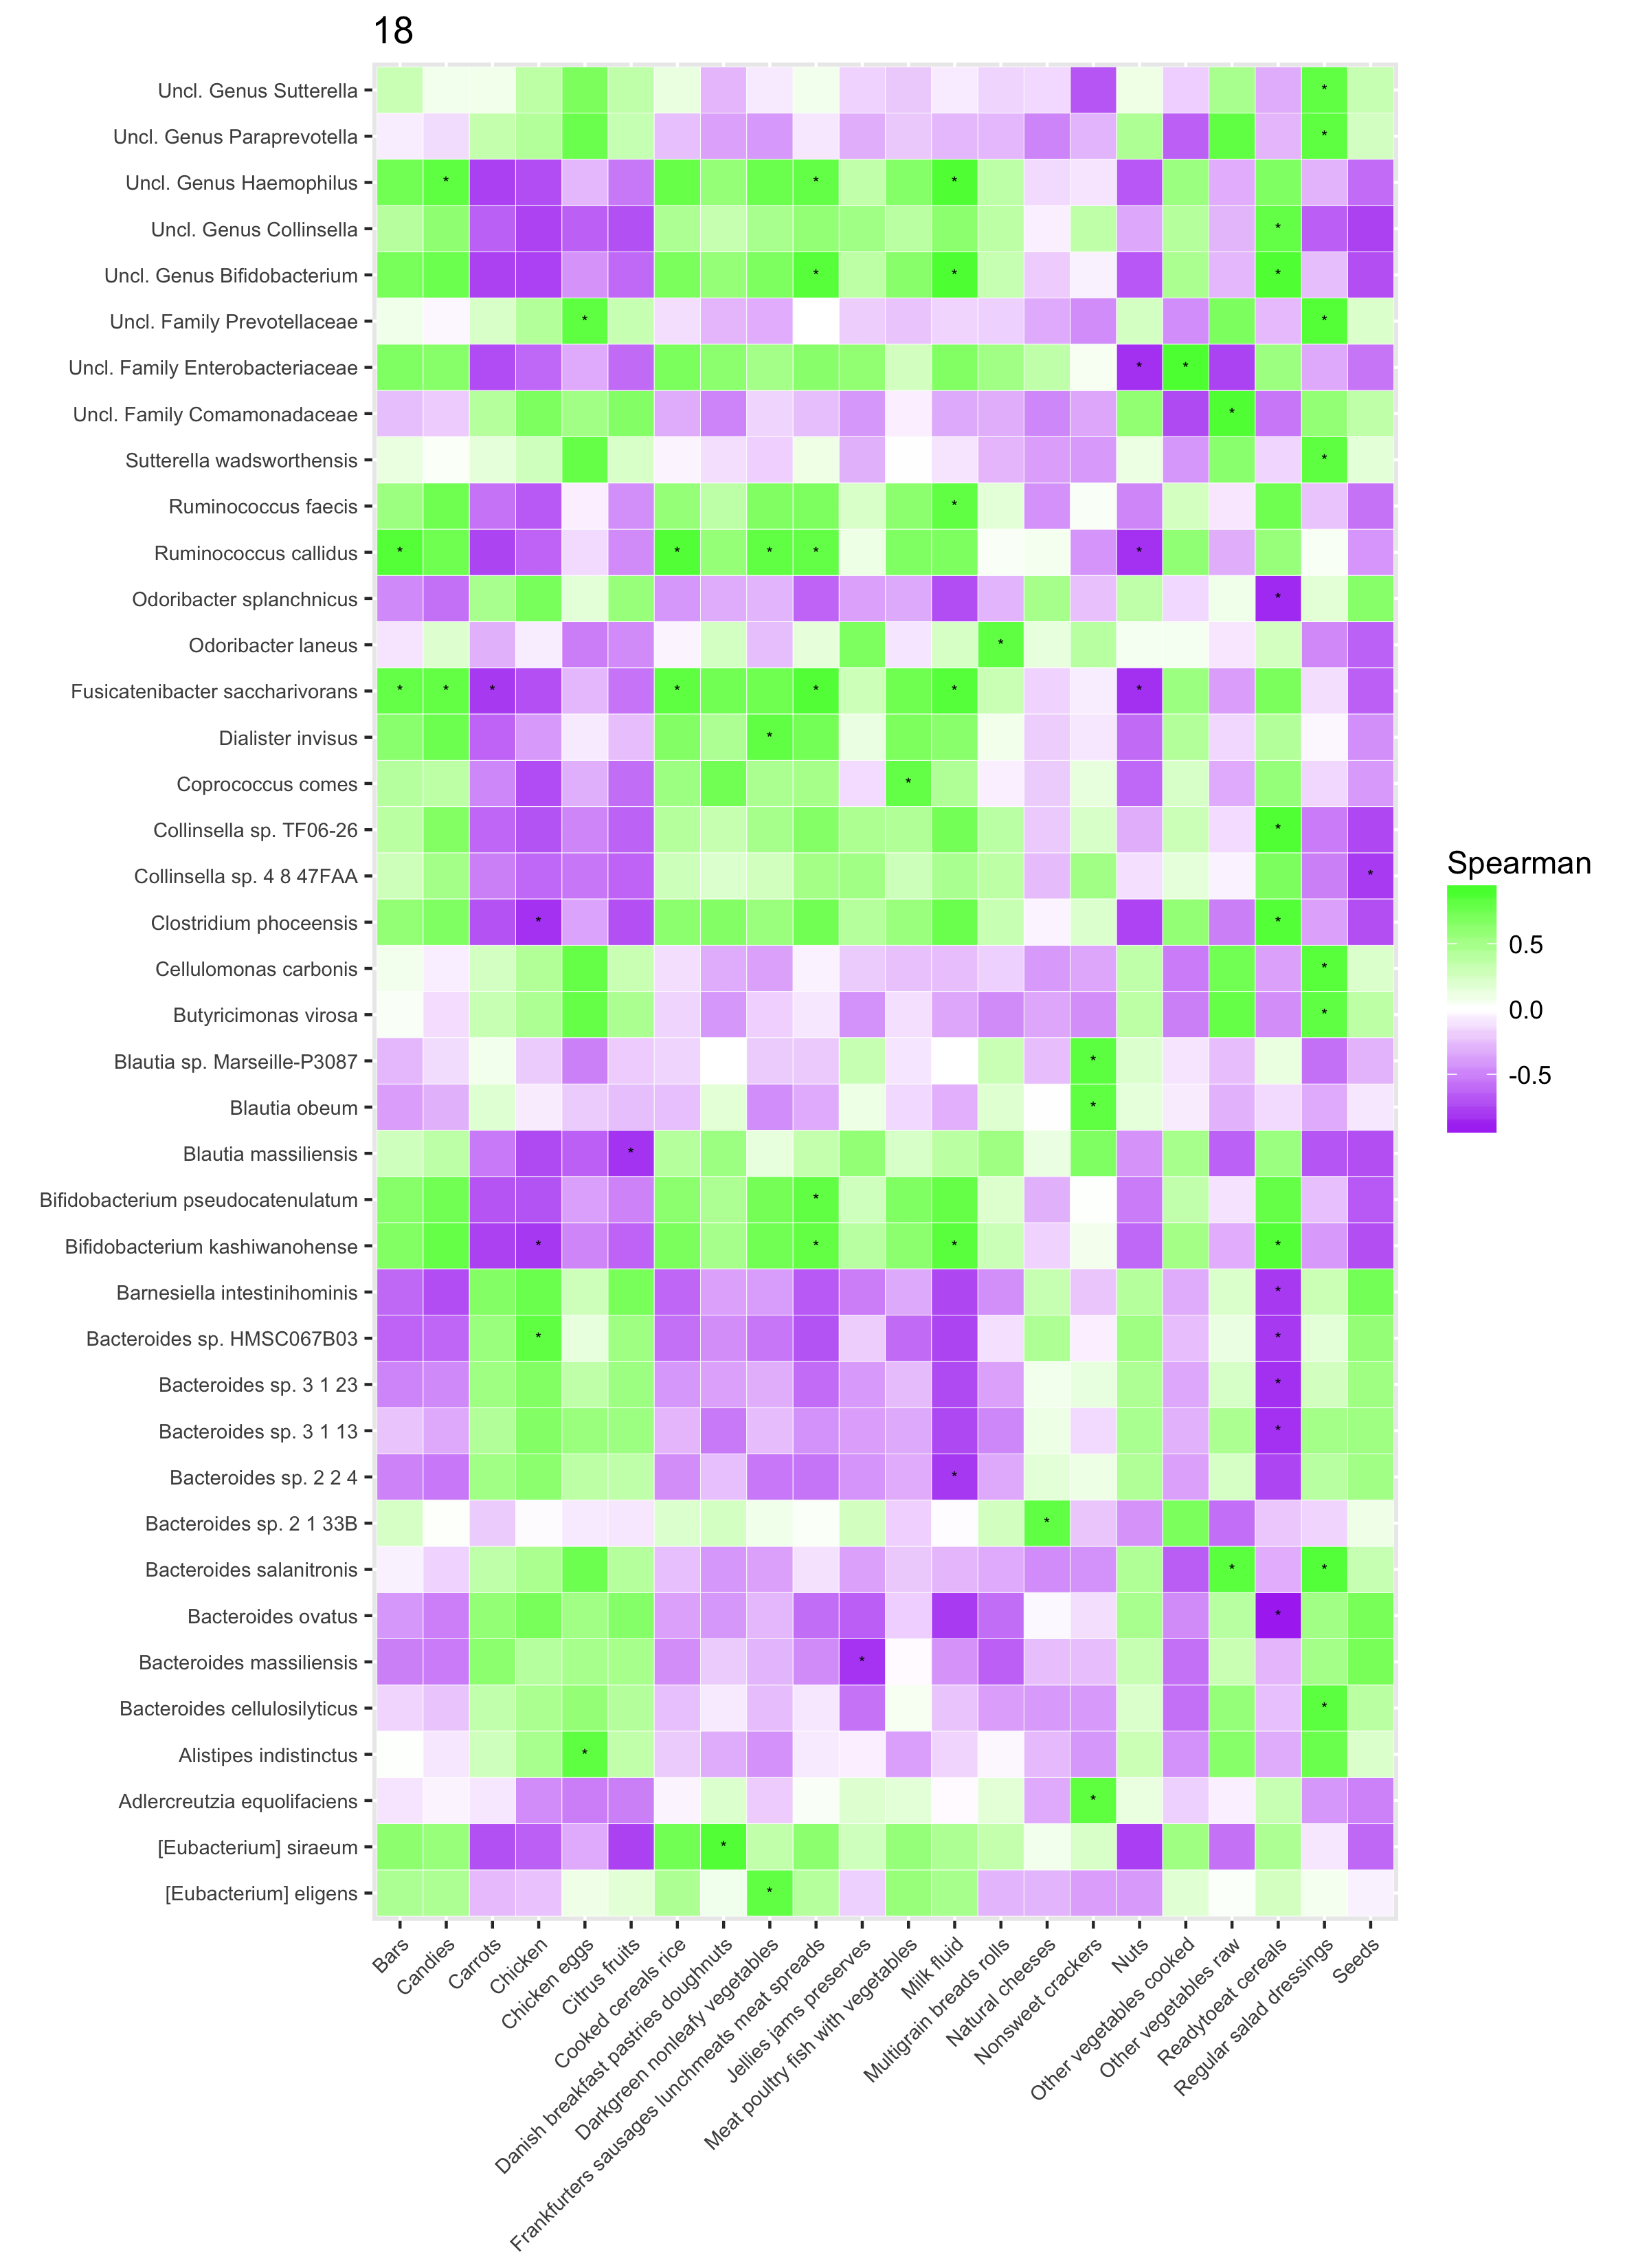 18
Uncl. Genus Sutterella
Uncl. Genus Paraprevotella
Uncl. Genus Haemophilus
Uncl. Genus Collinsella
Uncl. Genus Bifidobacterium
Uncl. Family Prevotellaceae
Uncl. Family Enterobacteriaceae
Uncl. Family Comamonadaceae
Sutterella wadsworthensis
Ruminococcus faecis
Ruminococcus callidus
Odoribacter splanchnicus
Odoribacter laneus
Fusicatenibacter saccharivorans
Dialister invisus
Coprococcus comes
Collinsella sp. TF06-26
Collinsella sp. 4 8 47FAA
Clostridium phoceensis
Cellulomonas carbonis
Butyricimonas virosa
Blautia sp. Marseille-P3087
Blautia obeum
Blautia massiliensis
Bifidobacterium pseudocatenulatum
Bifidobacterium kashiwanohense
Barnesiella intestinihominis
Bacteroides sp. HMSC067B03
Bacteroides sp. 3 1 23
Bacteroides sp. 3 1 13
Bacteroides sp. 2 2 4
Bacteroides sp. 2 1 33B
Bacteroides salanitronis
Bacteroides ovatus
Bacteroides massiliensis
Bacteroides cellulosilyticus
Alistipes indistinctus
Adlercreutzia equolifaciens
[Eubacterium] siraeum
[Eubacterium] eligens
Bars
Candies
Carrots
Chicken
Chicken eggs
Citrus fruits
Cooked cereals rice
Danish breakfast pastries doughnuts
Darkgreen nonleafy vegetables
Frankfurters sausages lunchmeats meat spreads
Jellies jams preserves
Meat poultry fish with vegetables
Milk fluid
Multigrain breads rolls
Natural cheeses
Nonsweet crackers
Nuts
Other vegetables cooked
Other vegetables raw
Readytoeat cereals
Regular salad dressings
Seeds
Spearman
0.5
0.0
-0.5